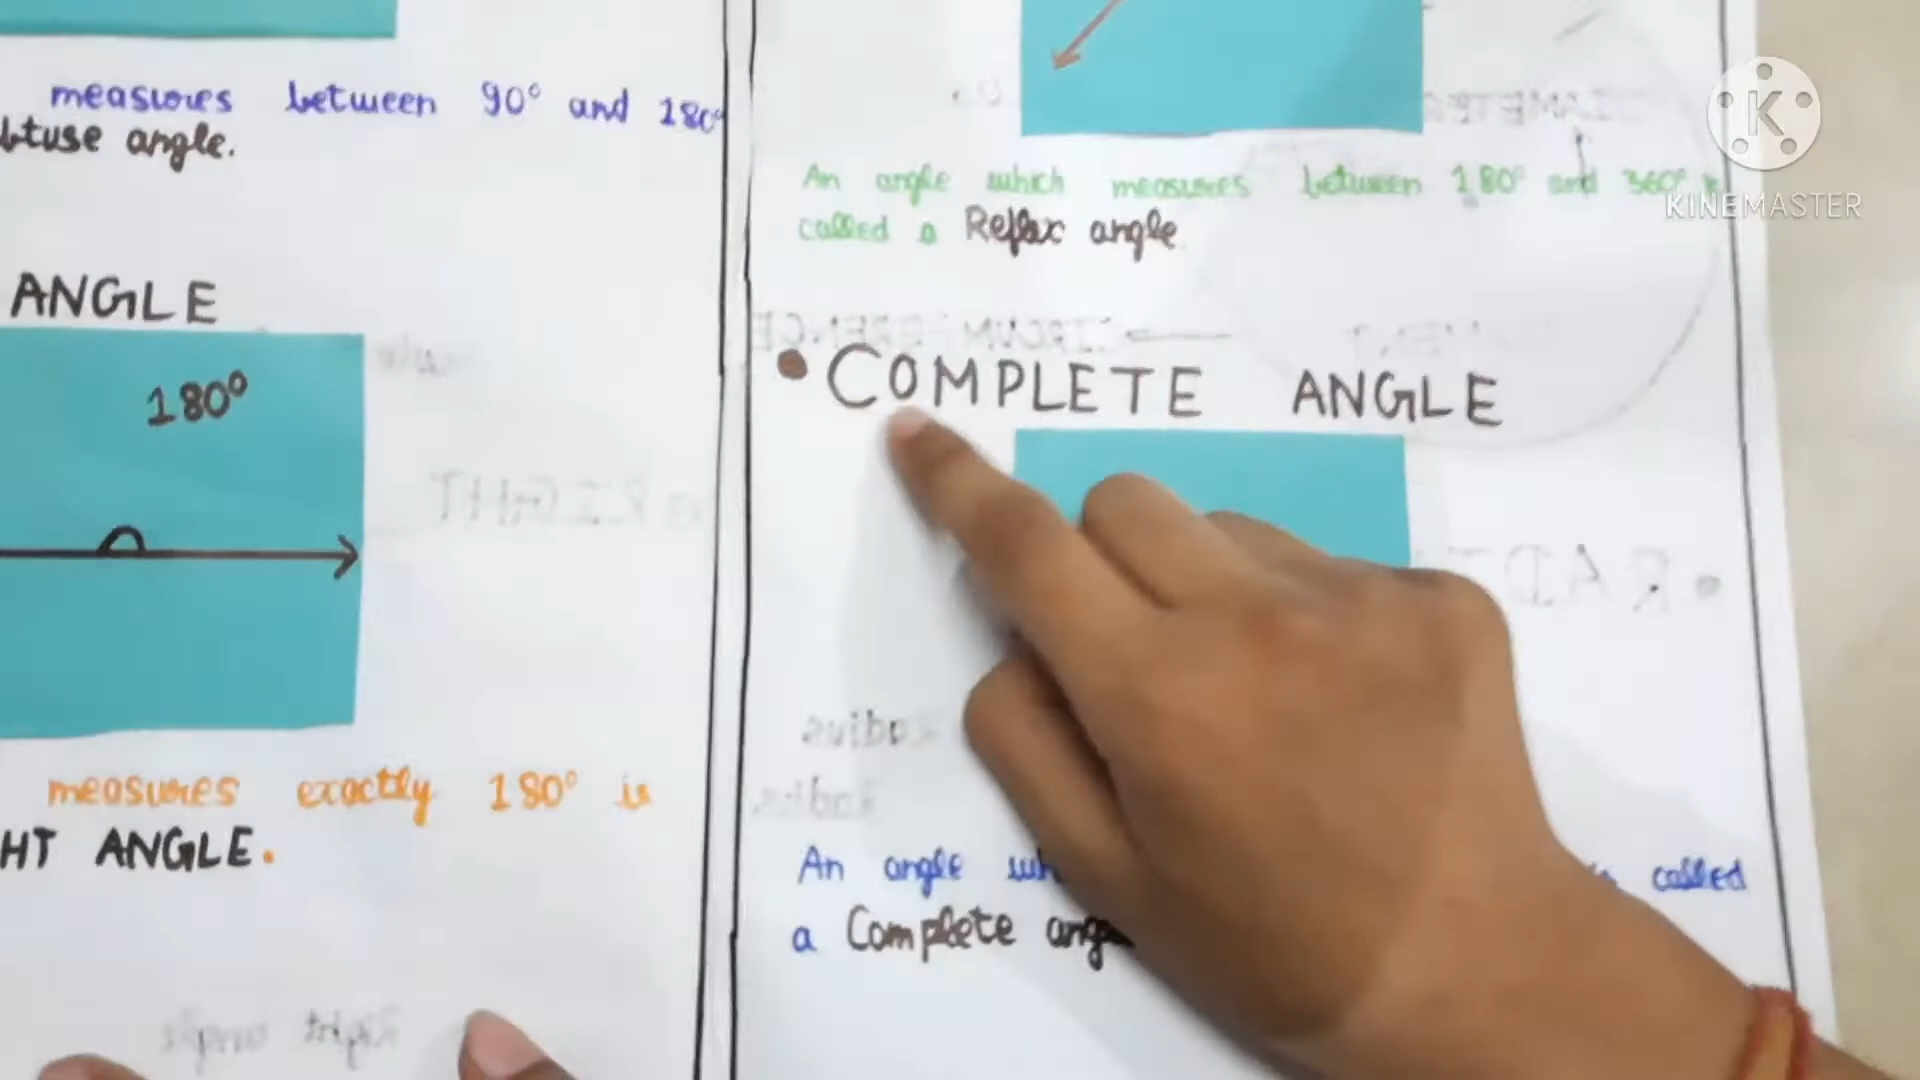 measures between 90° and 180°
btuse angle.
ANGLE
180°
measures exactly 180° is
HT ANGLE.
An angle which measures between 180° and 360°
called a Reflex angle
• COMPLETE ANGLE
An angle called
a Complete ang
K
KINEMASTER